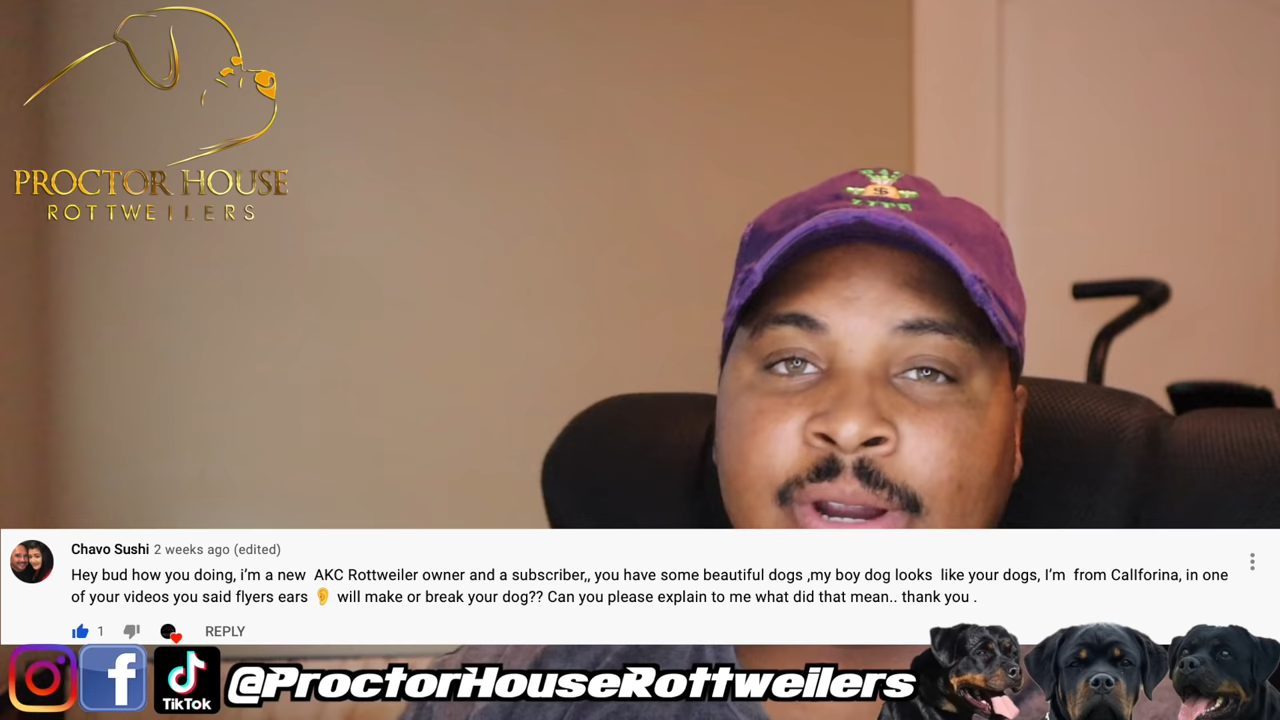 PROCTOR HOUSE
ROTTWEILERS
$
Chavo Sushi 2 weeks ago (edited)
Hey bud how you doing, i’m a new  AKC Rottweiler owner and a subscriber,, you have some beautiful dogs ,my boy dog looks  like your dogs, I’m  from Callforina, in one
of your videos you said flyers ears 👂 will make or break your dog?? Can you please explain to me what did that mean.. thank you .
1 REPLY
TikTok @ProctorHouseRottweilers